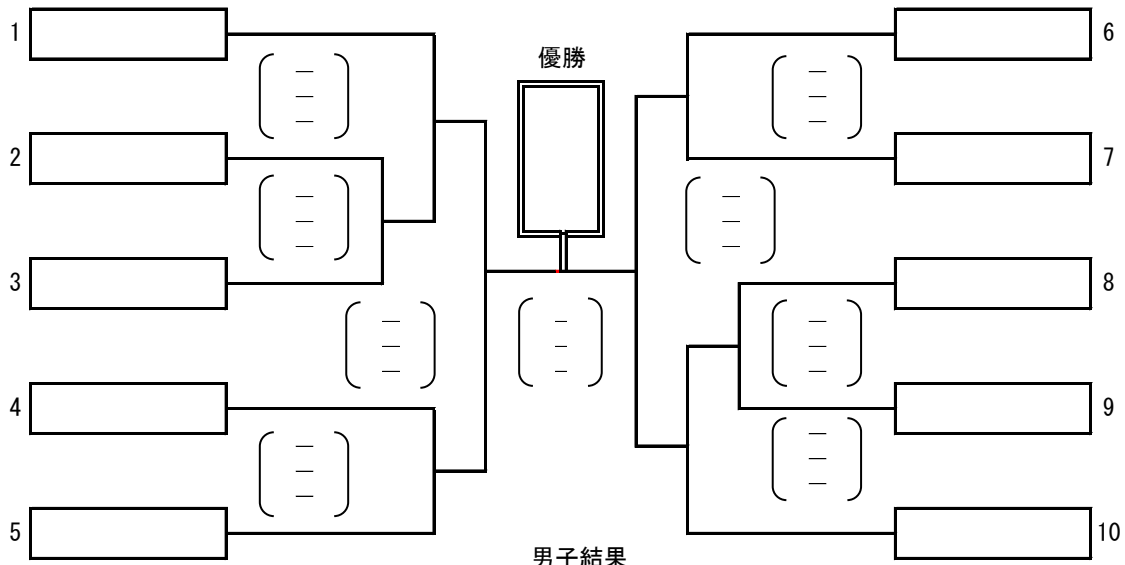 1
6
優勝
( — — — )
( — — — )
2
7
( — — — )
( — — — )
3
8
( — — — )
( — — — )
( — — — )
4
9
( — — — )
( — — — )
5
10
男子結果